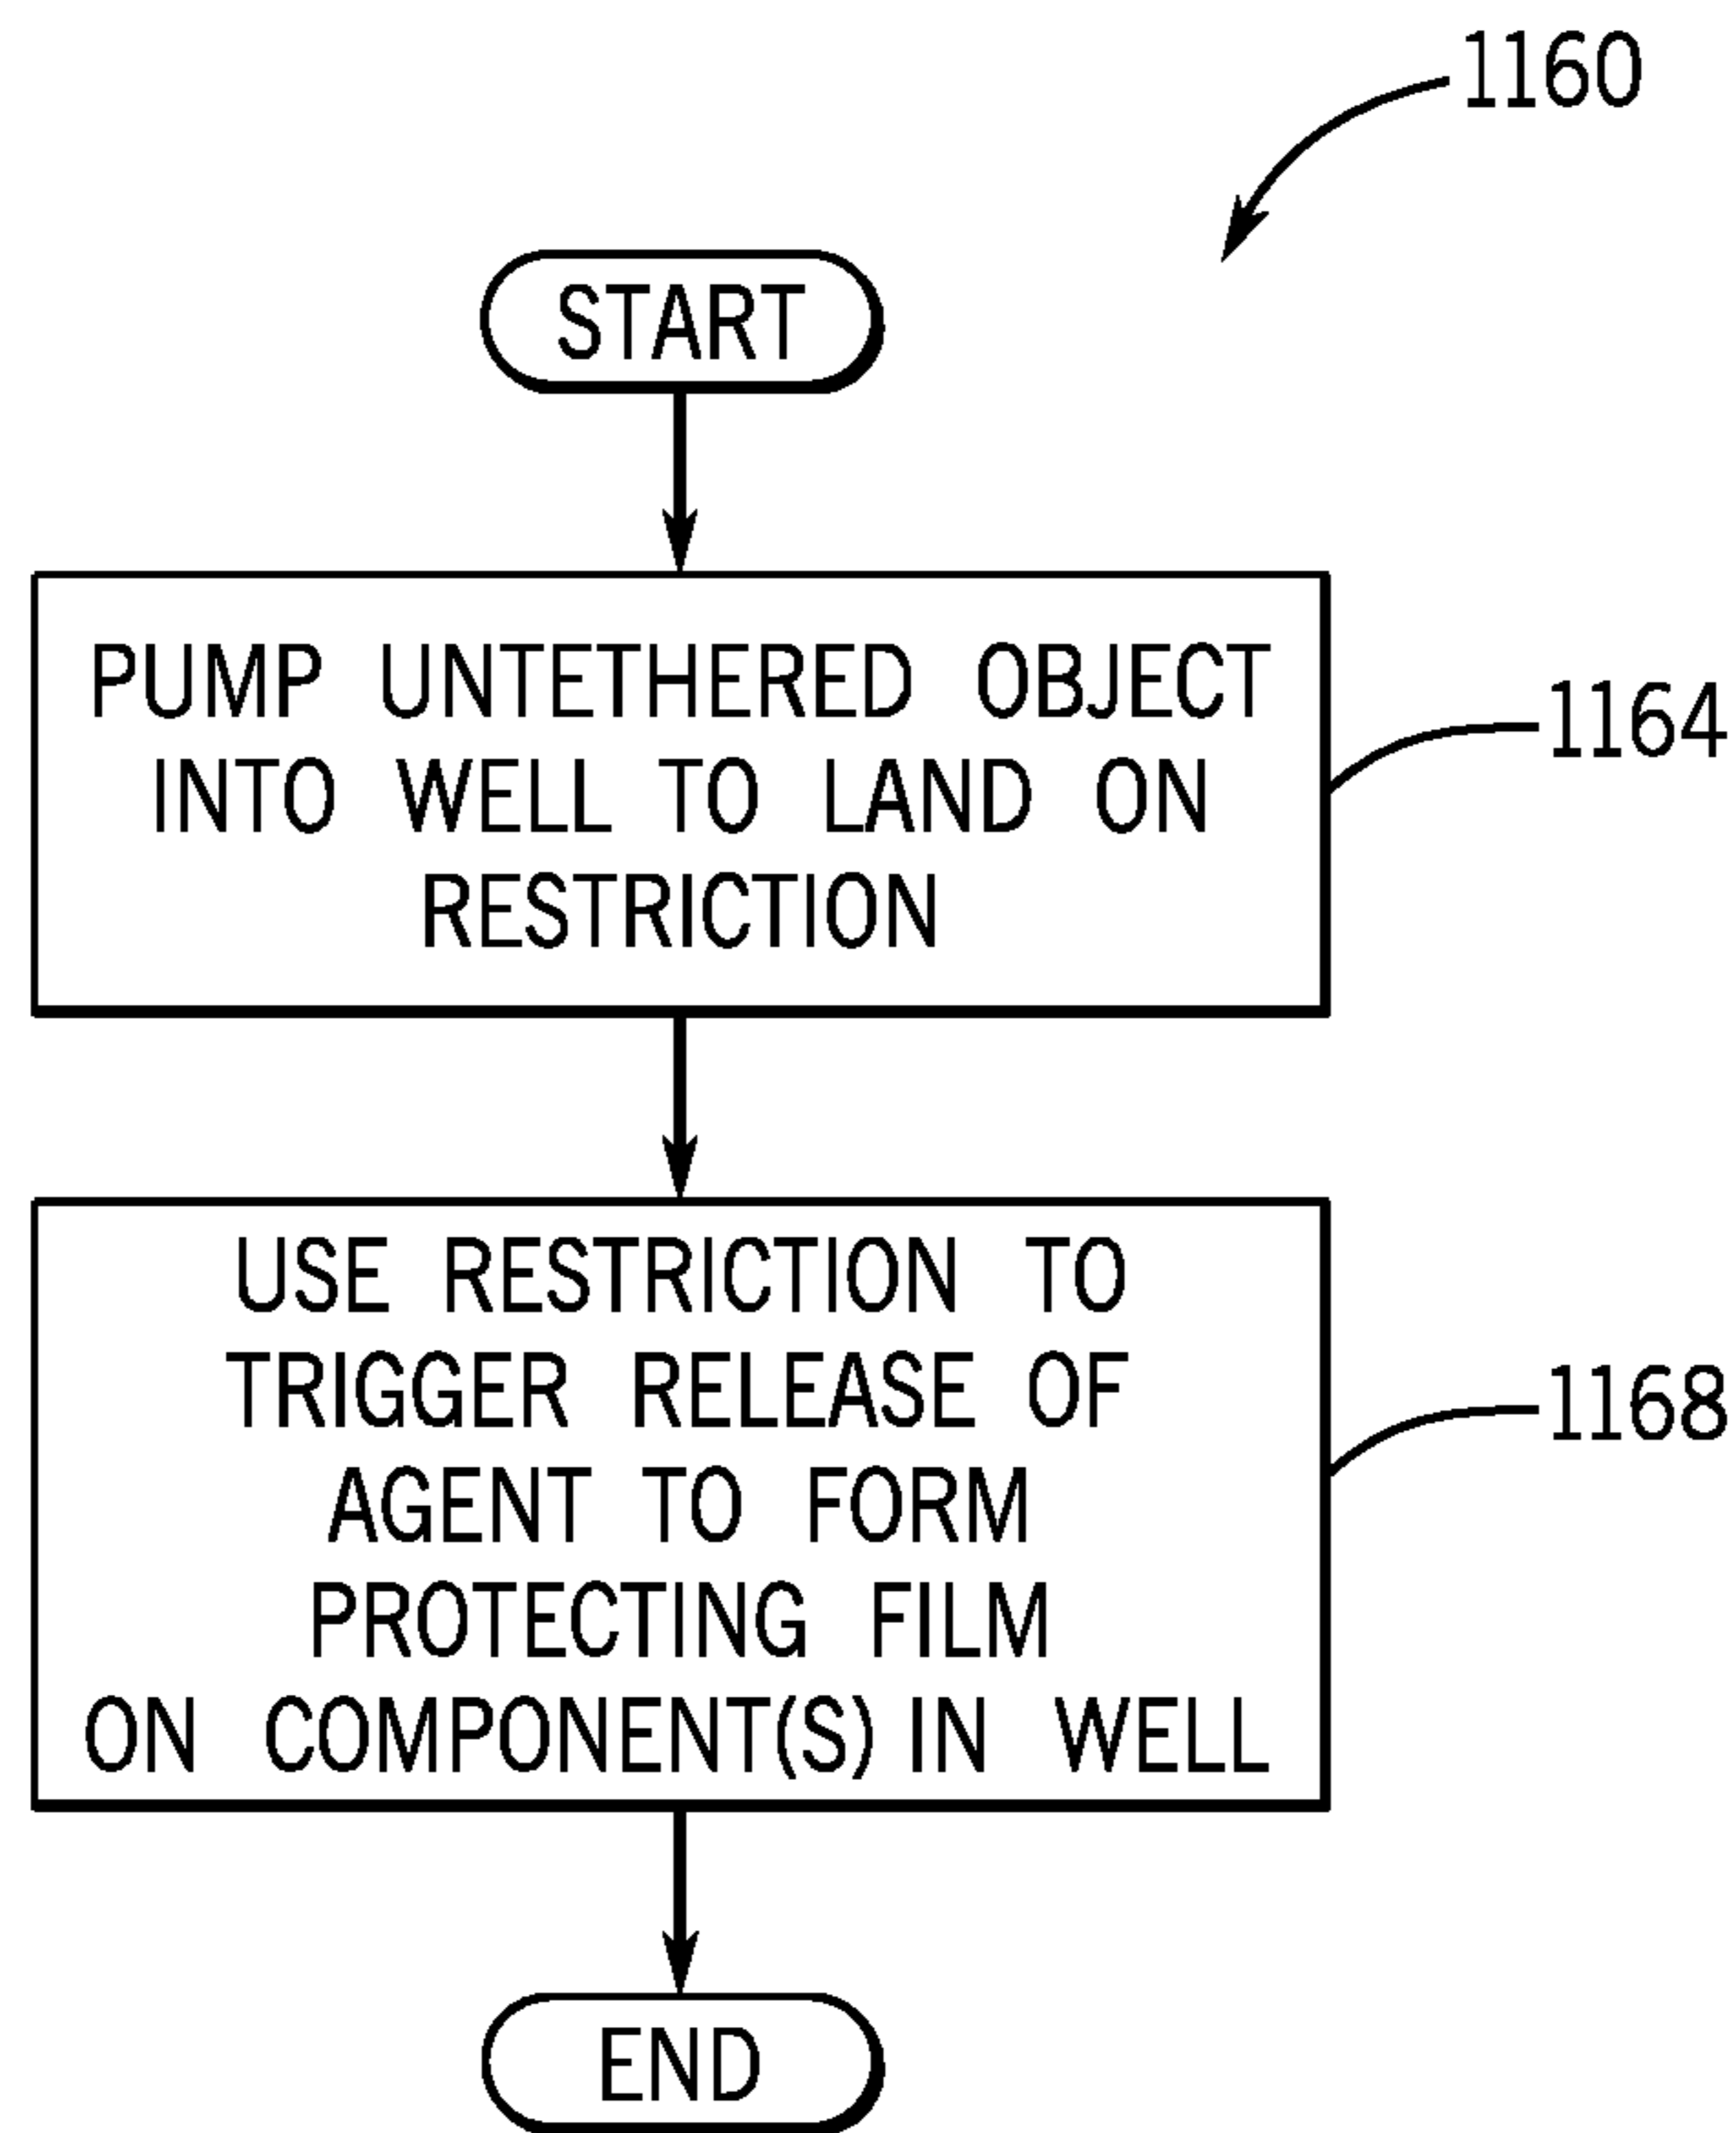 1160
START
PUMP UNTETHERED OBJECT
INTO WELL TO LAND ON
RESTRICTION
1164
USE RESTRICTION TO
TRIGGER RELEASE OF
AGENT TO FORM
PROTECTING FILM
ON COMPONENT(S) IN WELL
1168
END